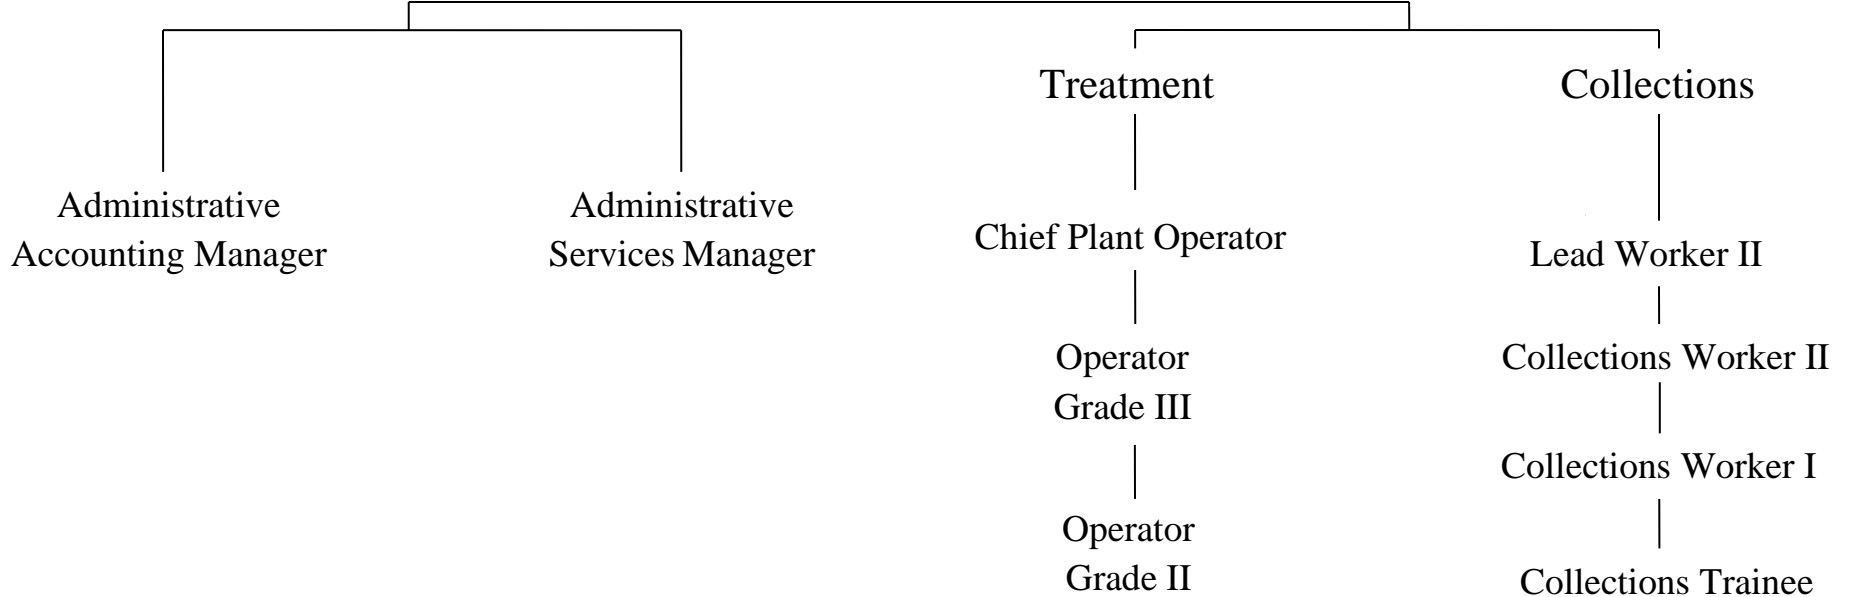 Treatment
Collections
Administrative
Accounting Manager
Administrative
Services Manager
Chief Plant Operator
Lead Worker II
Operator
Grade III
Collections Worker II
Collections Worker I
Operator
Grade II
Collections Trainee